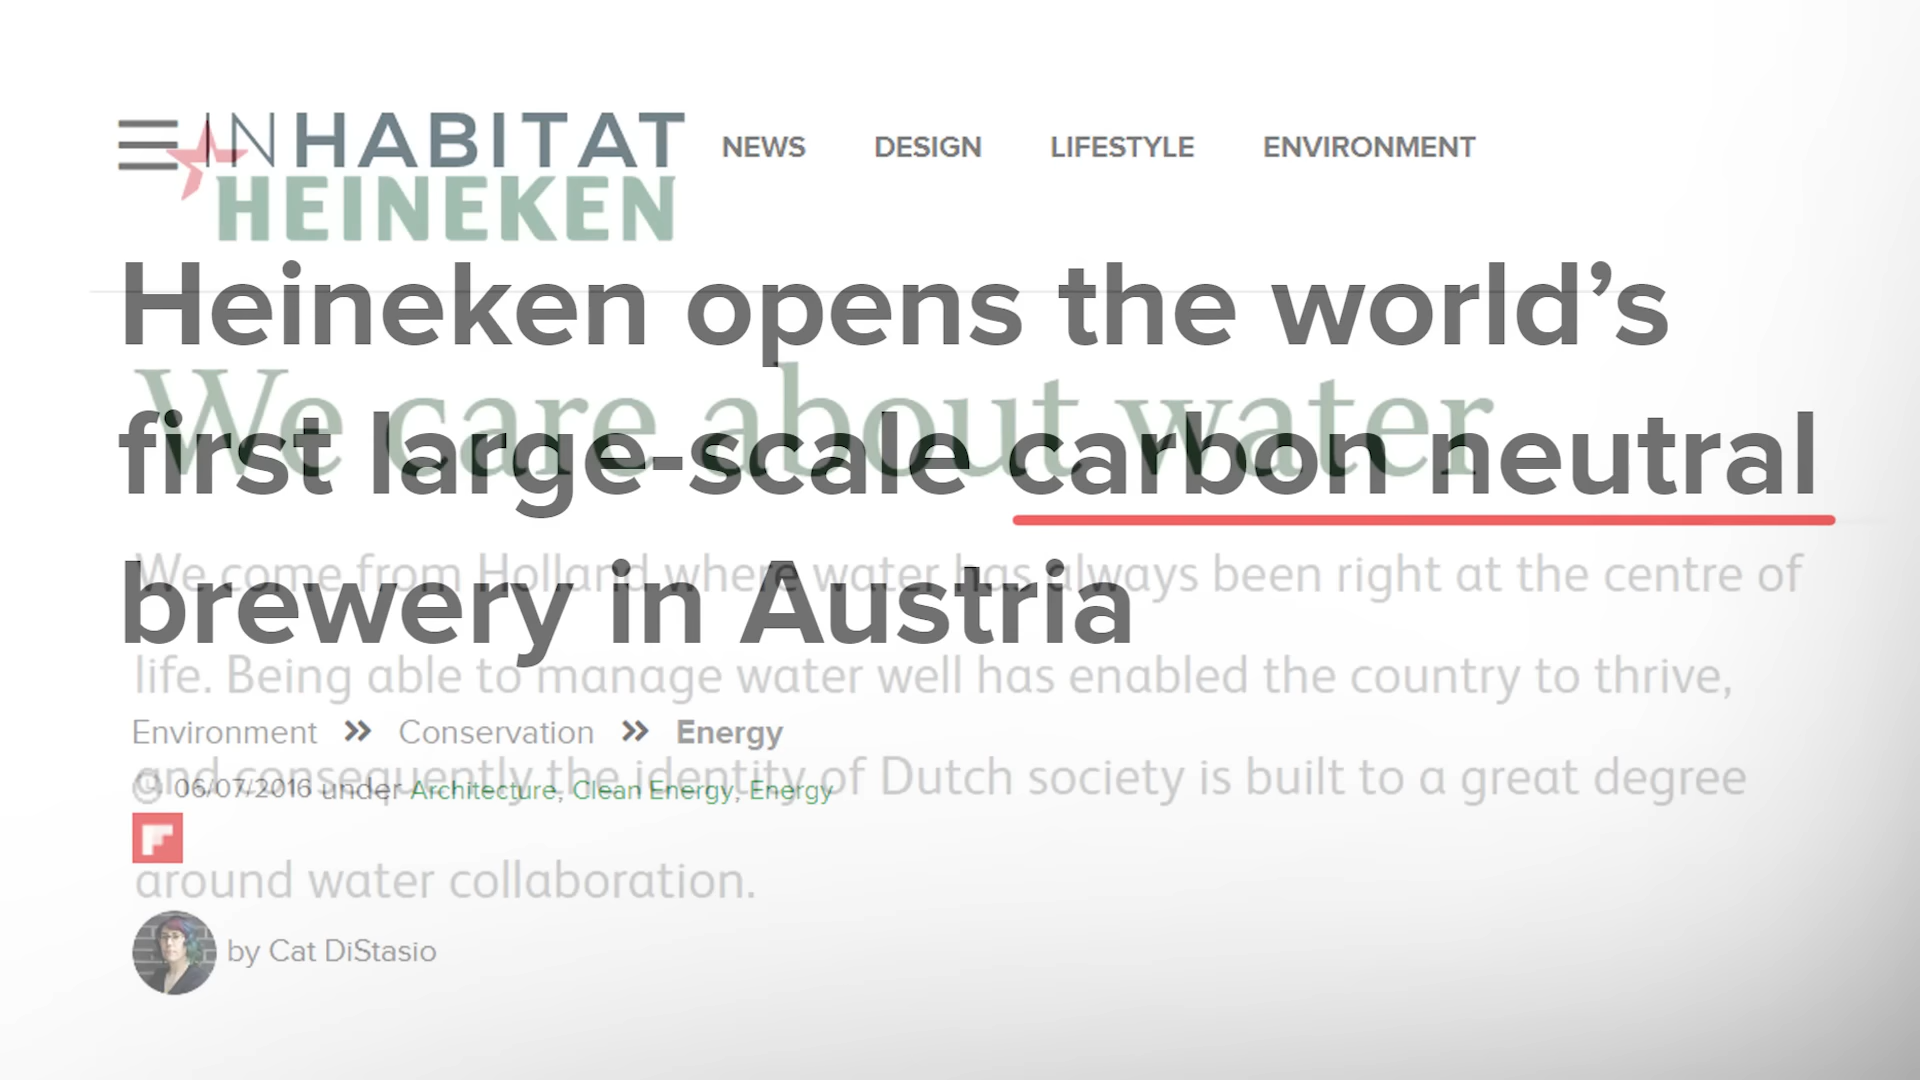 INHABITAT NEWS DESIGN LIFESTYLE ENVIRONMENT
HEINEKEN
Heineken opens the world’s
first large-scale carbon neutral
brewery in Austria
We care about water
We come from Holland where water has always been right at the centre of
life. Being able to manage water well has enabled the country to thrive,
and consequently the identity of Dutch society is built to a great degree
around water collaboration.
Environment » Conservation » Energy
06/07/2016 under Architecture, Clean Energy, Energy
by Cat DiStasio